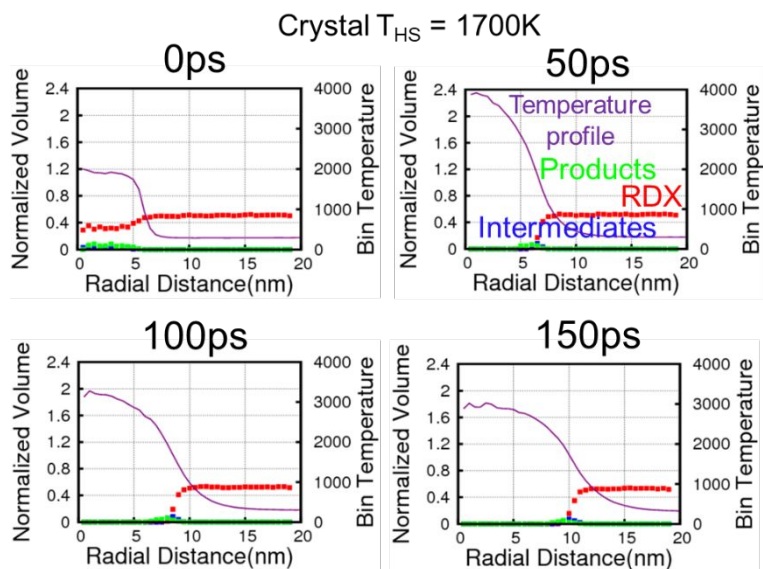 Crystal T_HS = 1700K
0ps
50ps
Normalized Volume
2.4
2
1.6
1.2
0.8
0.4
0
0 5 10 15 20
Radial Distance(nm)
4000
3000
2000
1000
0
Bin Temperature
Normalized Volume
2.4
2
1.6
1.2
0.8
0.4
0
0 5 10 15 20
Radial Distance(nm)
4000
3000
2000
1000
0
Bin Temperature
Temperature
profile
Products
RDX
Intermediates
100ps
150ps
Normalized Volume
2.4
2
1.6
1.2
0.8
0.4
0
0 5 10 15 20
Radial Distance(nm)
4000
3000
2000
1000
0
Bin Temperature
Normalized Volume
2.4
2
1.6
1.2
0.8
0.4
0
0 5 10 15 20
Radial Distance(nm)
4000
3000
2000
1000
0
Bin Temperature